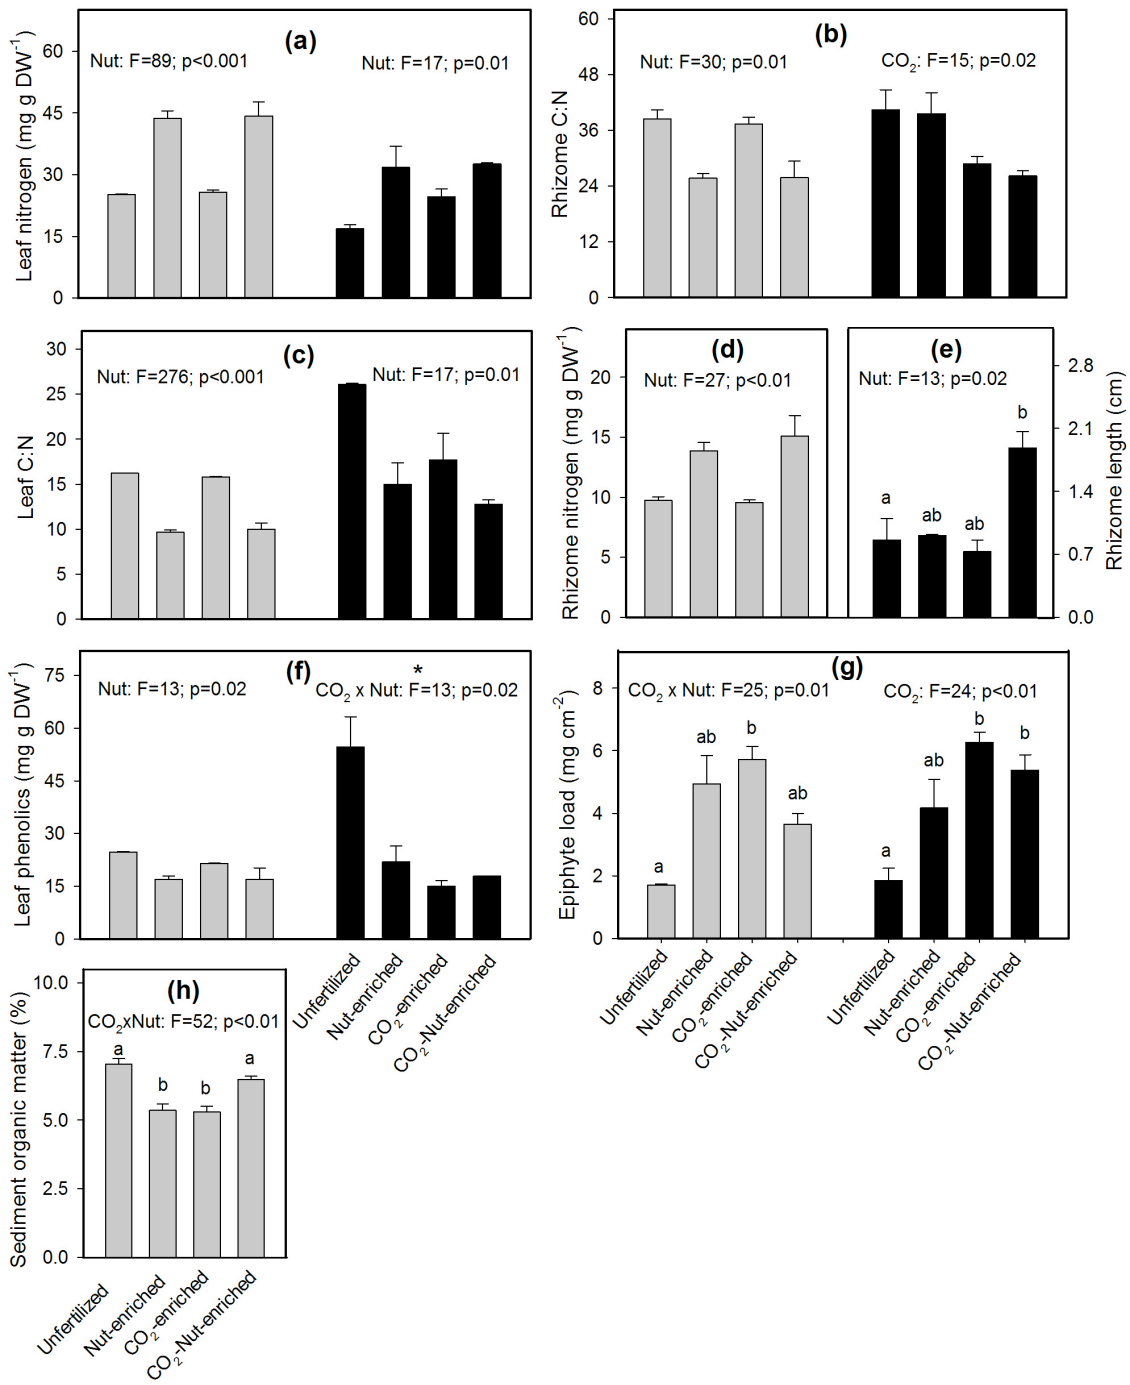 (a)
Nut: F=89; p<0.001
Nut: F=17; p=0.01
Leaf nitrogen (mg g DW-1)
60
45
30
15
0
(b)
Nut: F=30; p=0.01
CO2: F=15; p=0.02
Rhizome C:N
60
48
36
24
12
0
(c)
Nut: F=276; p<0.001
Nut: F=17; p=0.01
Leaf C:N
30
25
20
15
10
5
0
(d)
Nut: F=27; p<0.01
Rhizome nitrogen (mg g DW-1)
20
15
10
5
0
(e)
Nut: F=13; p=0.02
a
ab
ab
b
2.8
2.1
1.4
0.7
0.0
Rhizome length (cm)
(f)
*
Nut: F=13; p=0.02
CO2 x Nut: F=13; p=0.02
Leaf phenolics (mg g DW-1)
75
60
45
30
15
0
Unfertilized
Nut-enriched
CO2-enriched
CO2-Nut-enriched
(g)
CO2 x Nut: F=25; p=0.01
CO2: F=24; p<0.01
Epiphyte load (mg cm-2)
8
6
4
2
0
a
ab
b
ab
a
ab
b
b
Unfertilized
Nut-enriched
CO2-enriched
CO2-Nut-enriched
Unfertilized
Nut-enriched
CO2-enriched
CO2-Nut-enriched
(h)
CO2xNut: F=52; p<0.01
Sediment organic matter (%)
10.0
7.5
5.0
2.5
0.0
a
b
b
a
Unfertilized
Nut-enriched
CO2-enriched
CO2-Nut-enriched